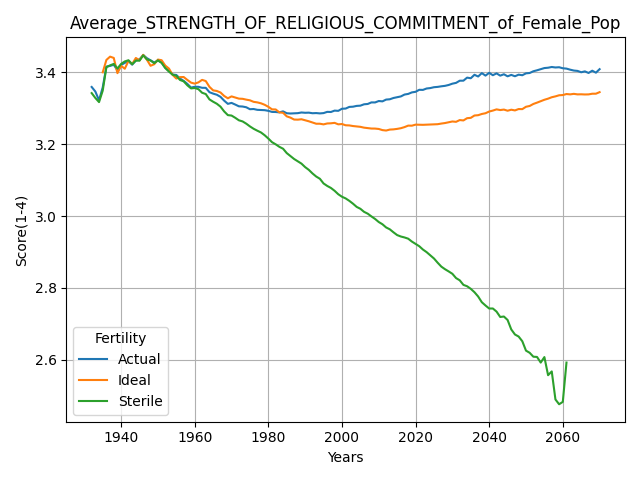 Average_STRENGTH_OF_RELIGIOUS_COMMITMENT_of_Female_Pop
Score(1-4)
3.4
3.2
3.0
2.8
2.6
Fertility
Actual
Ideal
Sterile
1940 1960 1980 2000 2020 2040 2060
Years